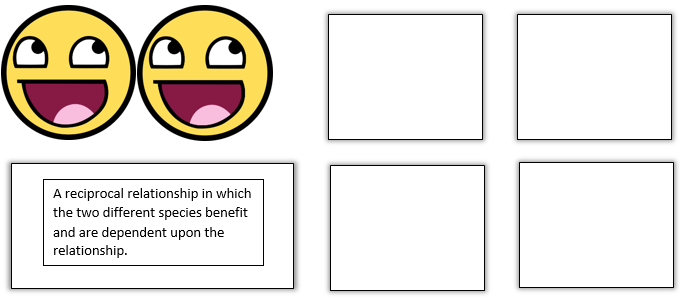 A reciprocal relationship in which
the two different species benefit
and are dependent upon the
relationship.